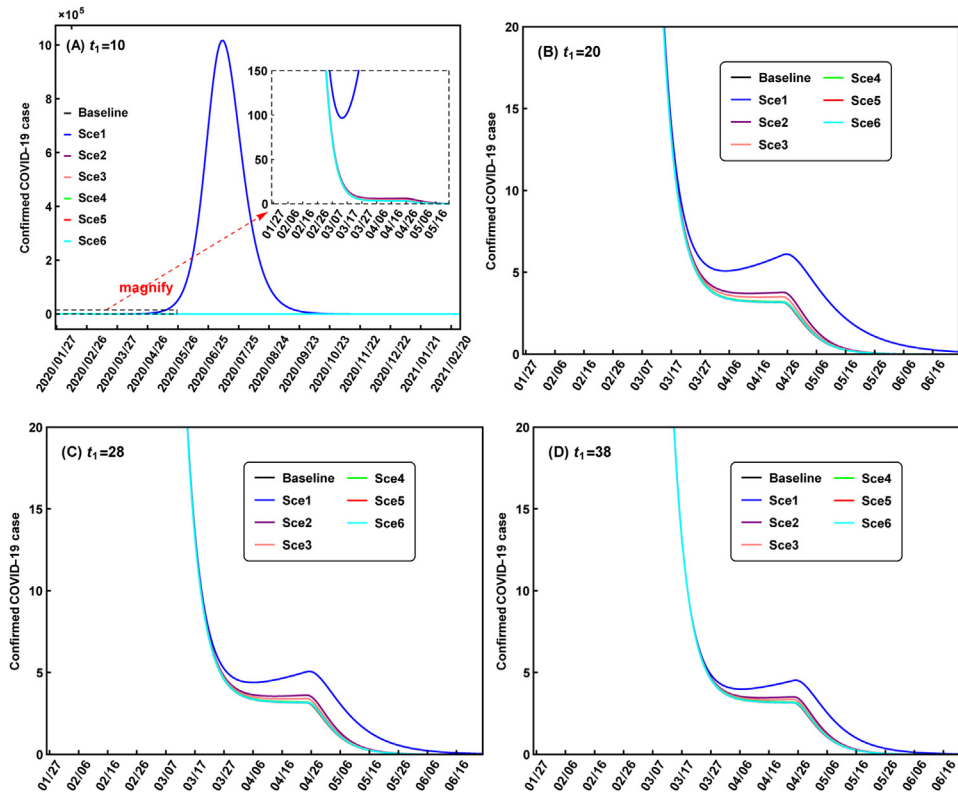 ×10⁵
(A) t₁=10
Confirmed COVID-19 case
10
8
6
4
2
0
Baseline
Sce1
Sce2
Sce3
Sce4
Sce5
Sce6
magnify
150
100
50
0
01/27
02/06
02/16
02/26
03/07
03/17
03/27
04/06
04/16
04/26
05/06
05/16
2020/01/27
2020/02/26
2020/03/27
2020/04/26
2020/05/26
2020/06/25
2020/07/25
2020/08/24
2020/09/23
2020/10/23
2020/11/22
2020/12/22
2021/01/21
2021/02/20
(B) t₁=20
Confirmed COVID-19 case
20
15
10
5
0
Baseline
Sce1
Sce2
Sce3
Sce4
Sce5
Sce6
01/27
02/06
02/16
02/26
03/07
03/17
03/27
04/06
04/16
04/26
05/06
05/16
05/26
06/06
06/16
(C) t₁=28
Confirmed COVID-19 case
20
15
10
5
0
Baseline
Sce1
Sce2
Sce3
Sce4
Sce5
Sce6
01/27
02/06
02/16
02/26
03/07
03/17
03/27
04/06
04/16
04/26
05/06
05/16
05/26
06/06
06/16
(D) t₁=38
Confirmed COVID-19 case
20
15
10
5
0
Baseline
Sce1
Sce2
Sce3
Sce4
Sce5
Sce6
01/27
02/06
02/16
02/26
03/07
03/17
03/27
04/06
04/16
04/26
05/06
05/16
05/26
06/06
06/16